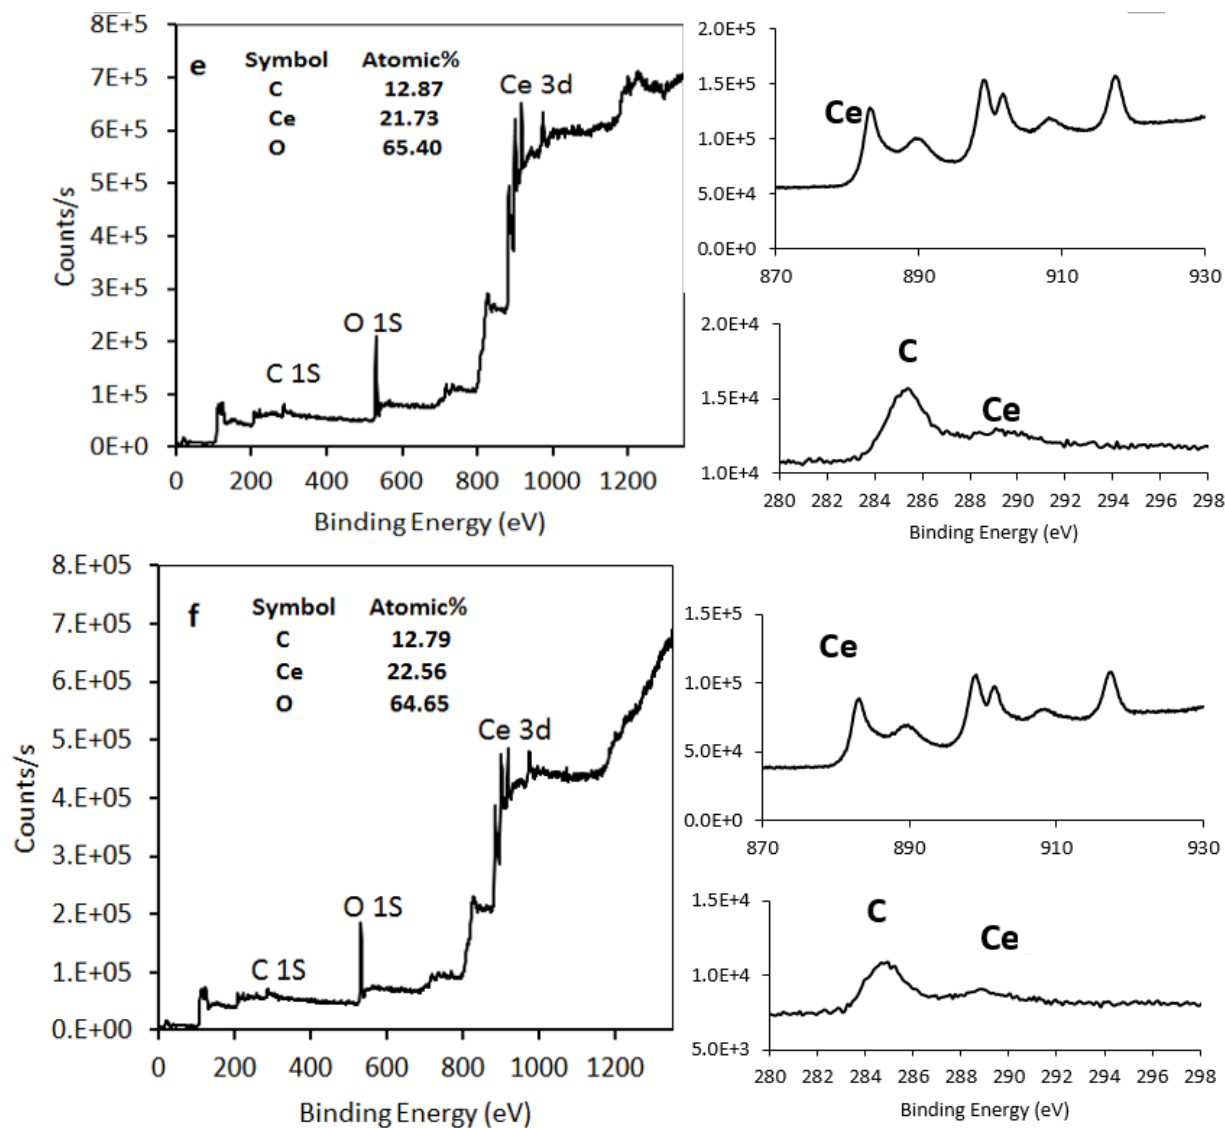 8E+5
7E+5
6E+5
5E+5
4E+5
3E+5
2E+5
1E+5
0E+0
Counts/s
e
Symbol Atomic%
C 12.87
Ce 21.73
O 65.40
Ce 3d
O 1S
C 1S
0 200 400 600 800 1000 1200
Binding Energy (eV)
2.0E+5
1.5E+5
1.0E+5
5.0E+4
0.0E+0
Ce
870 890 910 930
2.0E+4
1.5E+4
1.0E+4
C
Ce
280 282 284 286 288 290 292 294 296 298
Binding Energy (eV)
8.E+05
7.E+05
6.E+05
5.E+05
4.E+05
3.E+05
2.E+05
1.E+05
0.E+00
Counts/s
f
Symbol Atomic%
C 12.79
Ce 22.56
O 64.65
Ce 3d
O 1S
C 1S
0 200 400 600 800 1000 1200
Binding Energy (eV)
1.5E+5
1.0E+5
5.0E+4
0.0E+0
Ce
870 890 910 930
1.5E+4
1.0E+4
5.0E+3
C
Ce
280 282 284 286 288 290 292 294 296 298
Binding Energy (eV)